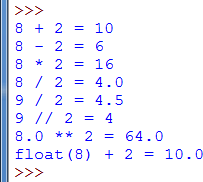 >>>
8 + 2 = 10
8 - 2 = 6
8 * 2 = 16
8 / 2 = 4.0
9 / 2 = 4.5
9 // 2 = 4
8.0 ** 2 = 64.0
float(8) + 2 = 10.0
>>>